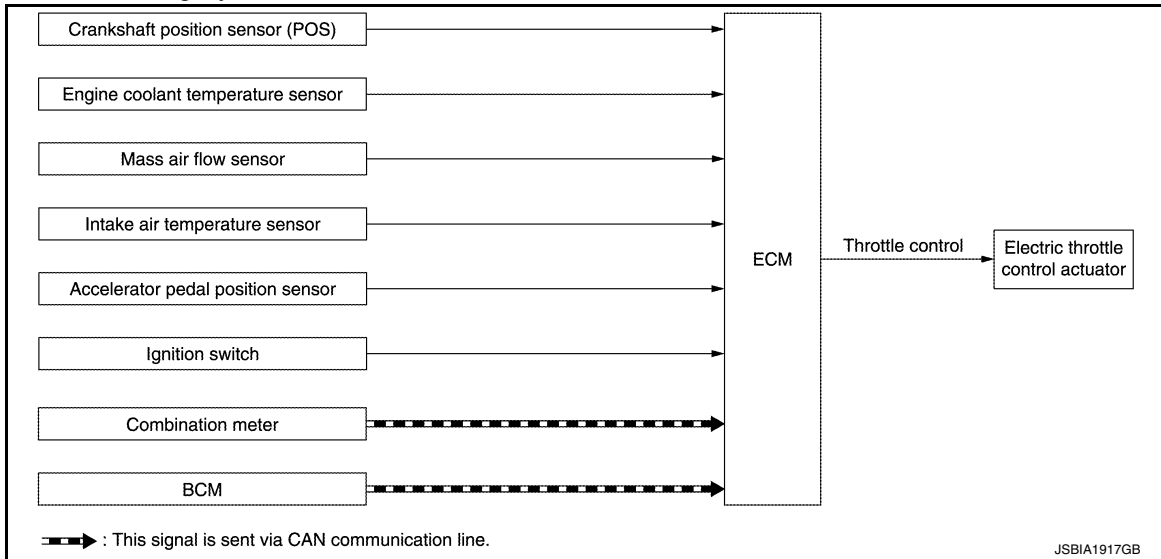 Crankshaft position sensor (POS)
Engine coolant temperature sensor
Mass air flow sensor
Intake air temperature sensor
Accelerator pedal position sensor
Ignition switch
Combination meter
BCM
ECM
Throttle control
Electric throttle
control actuator
: This signal is sent via CAN communication line.
JSBIA1917GB